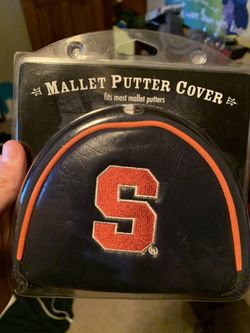 MALLET PUTTER COVER
fits most mallet putters
S
®